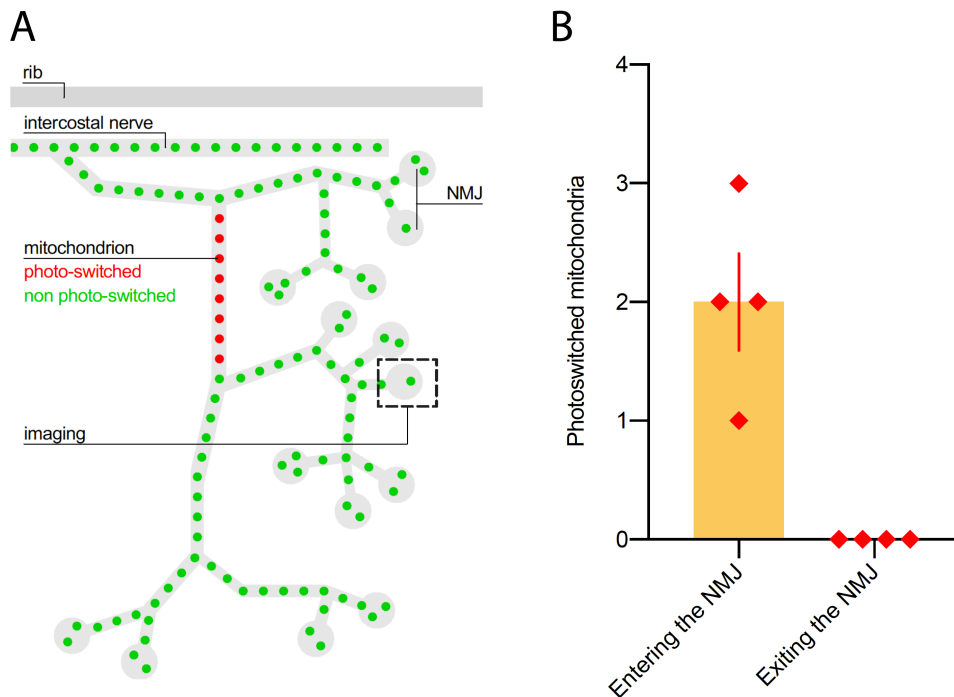 A
rib
intercostal nerve
NMJ
mitochondrion
photo-switched
non photo-switched
imaging
B
Photoswitched mitochondria
4
3
2
1
0
Entering the NMJ
Exiting the NMJ